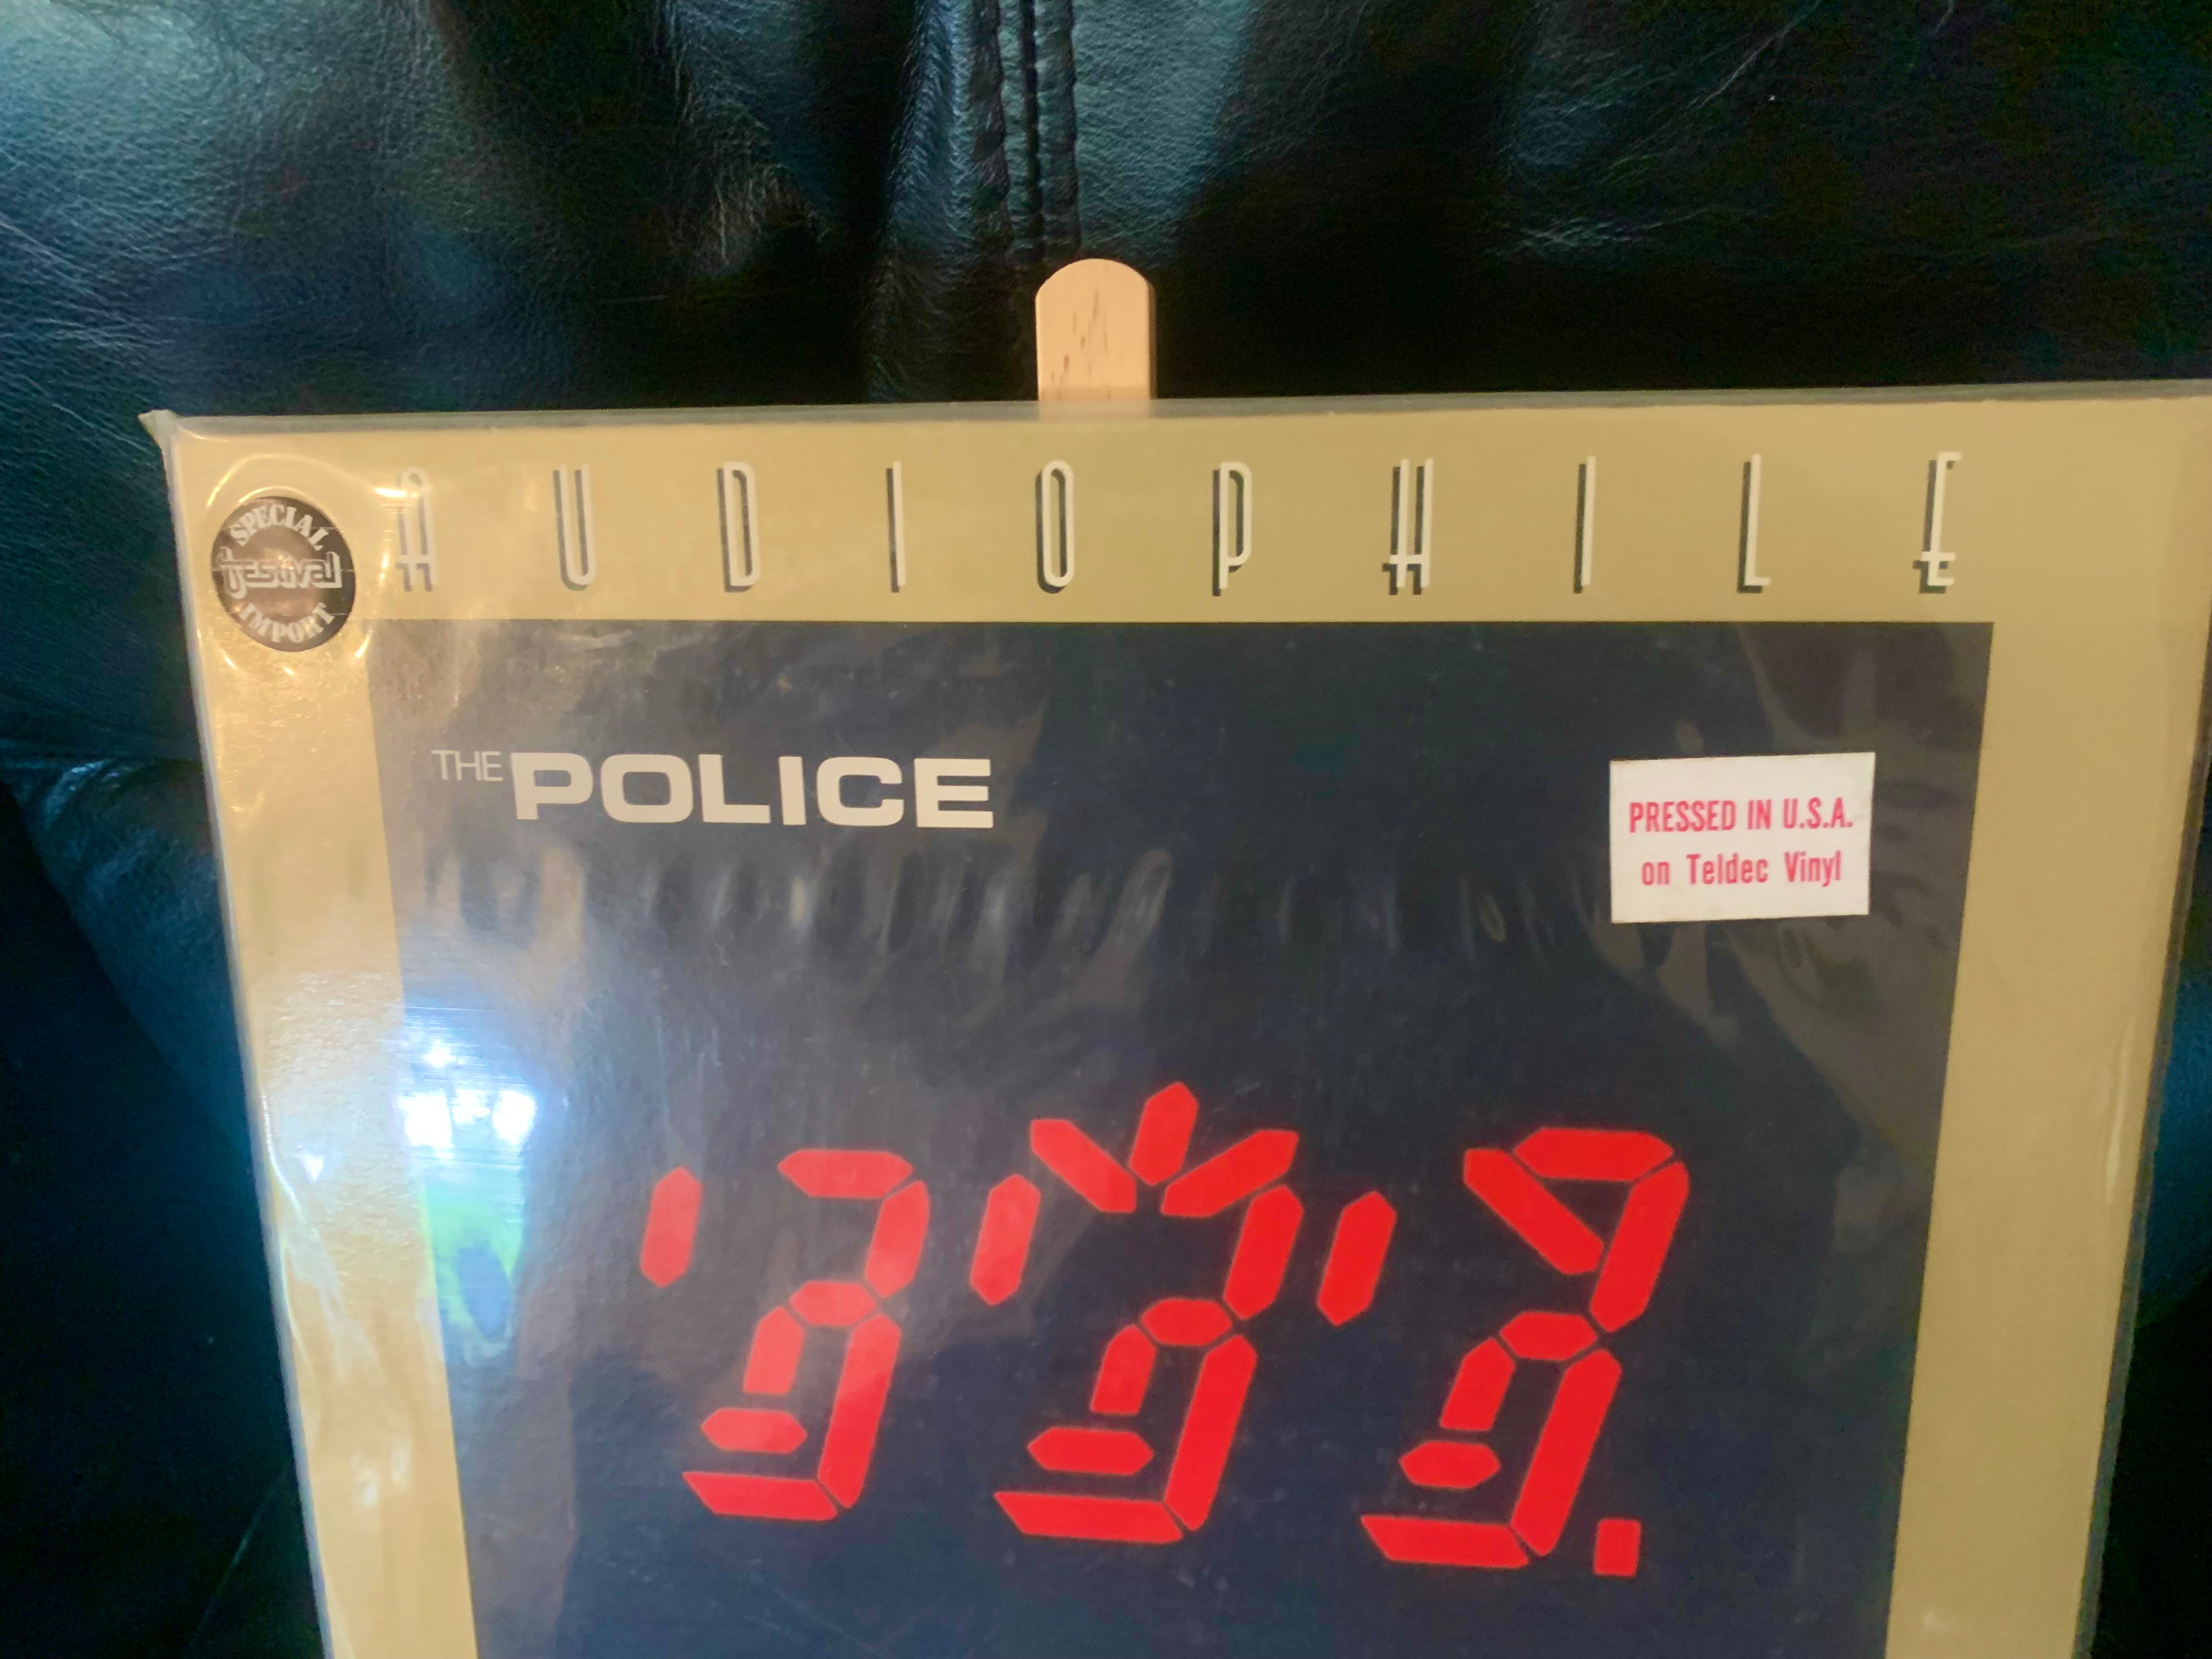 AUDIOPHILE
SPECIAL
festival
IMPORT
THE POLICE
PRESSED IN U.S.A.
on Teldec Vinyl